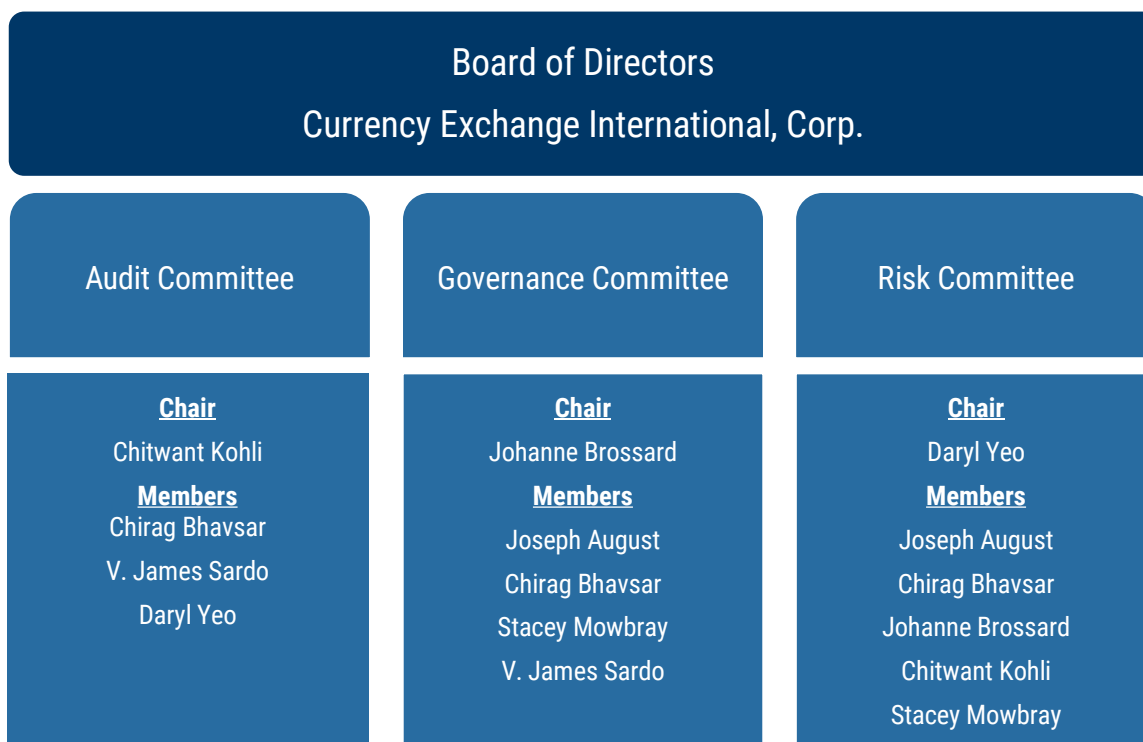 Board of Directors
Currency Exchange International, Corp.
Audit Committee
Chair
Chitwant Kohli
Members
Chirag Bhavsar
V. James Sardo
Daryl Yeo
Governance Committee
Chair
Johanne Brossard
Members
Joseph August
Chirag Bhavsar
Stacey Mowbray
V. James Sardo
Risk Committee
Chair
Daryl Yeo
Members
Joseph August
Chirag Bhavsar
Johanne Brossard
Chitwant Kohli
Stacey Mowbray